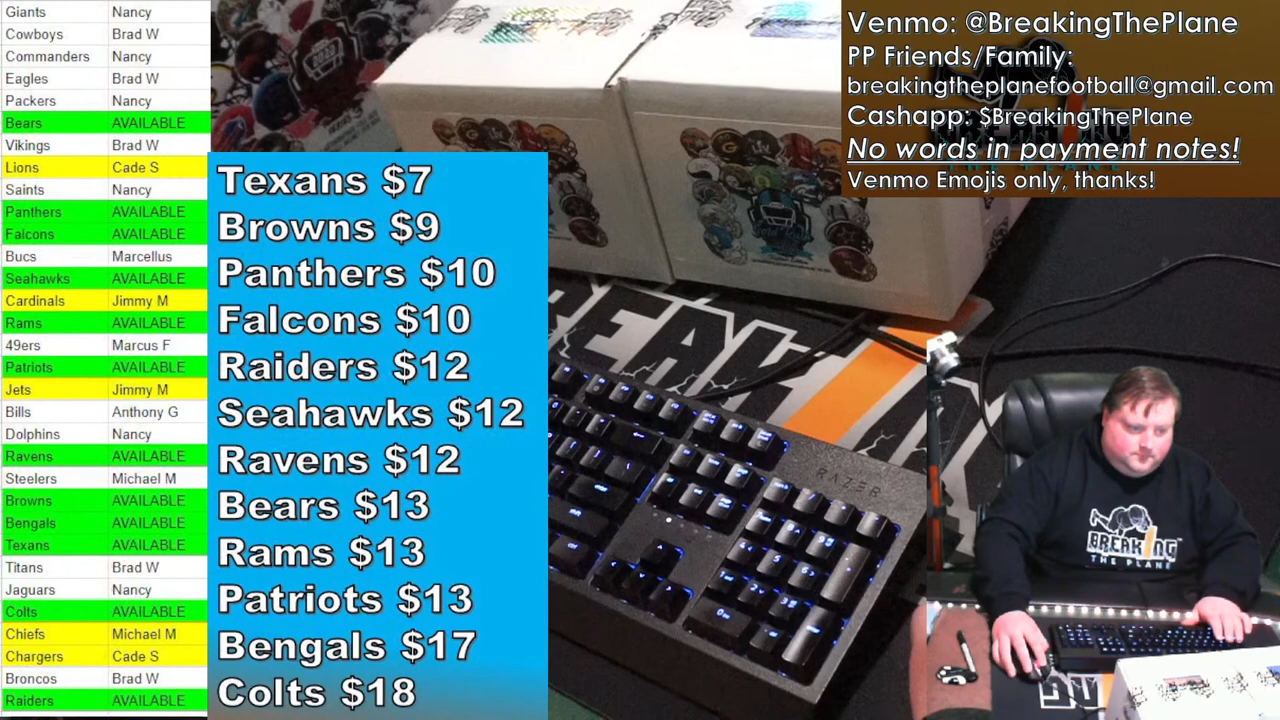 Giants Nancy
Cowboys Brad W
Commanders Nancy
Eagles Brad W
Packers Nancy
Bears AVAILABLE
Vikings Brad W
Lions Cade S
Saints Nancy
Panthers AVAILABLE
Falcons AVAILABLE
Bucs Marcellus
Seahawks AVAILABLE
Cardinals Jimmy M
Rams AVAILABLE
49ers Marcus F
Patriots AVAILABLE
Jets Jimmy M
Bills Anthony G
Dolphins Nancy
Ravens AVAILABLE
Steelers Michael M
Browns AVAILABLE
Bengals AVAILABLE
Texans AVAILABLE
Titans Brad W
Jaguars Nancy
Colts AVAILABLE
Chiefs Michael M
Chargers Cade S
Broncos Brad W
Raiders AVAILABLE
Texans $7
Browns $9
Panthers $10
Falcons $10
Raiders $12
Seahawks $12
Ravens $12
Bears $13
Rams $13
Patriots $13
Bengals $17
Colts $18
Venmo: @BreakingThePlane
PP Friends/Family:
breakingtheplanefootball@gmail.com
Cashapp: $BreakingThePlane
No words in payment notes!
Venmo Emojis only, thanks!
RAZER
BREAKING
THE PLANE